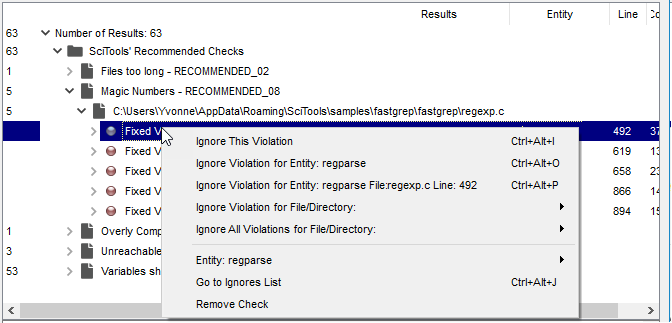 Results Entity Line Co
63 Number of Results: 63
63 SciTools' Recommended Checks
1 Files too long - RECOMMENDED_02
5 Magic Numbers - RECOMMENDED_08
5 C:\Users\Yvonne\AppData\Roaming\SciTools\samples\fastgrep\fastgrep\regexp.c
Fixed V 492 37
Fixed V 619 13
Fixed V 658 23
Fixed V 866 14
Fixed V 894 15
1 Overly Comp
3 Unreachable
53 Variables sh
Ignore This Violation Ctrl+Alt+I
Ignore Violation for Entity: regparse Ctrl+Alt+O
Ignore Violation for Entity: regparse File:regexp.c Line: 492 Ctrl+Alt+P
Ignore Violation for File/Directory:
Ignore All Violations for File/Directory:
Entity: regparse
Go to Ignores List Ctrl+Alt+J
Remove Check